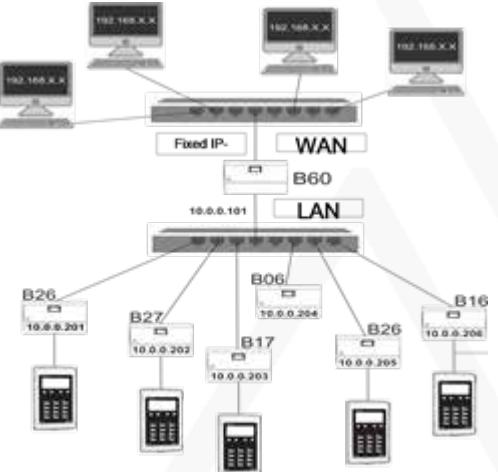 192.168.X.X
192.168.X.X
192.168.X.X
192.168.X.X
Fixed IP-
WAN
B60
10.0.0.101
LAN
B26
10.0.0.201
B27
10.0.0.202
B17
10.0.0.203
B06
10.0.0.204
B26
10.0.0.205
B16
10.0.0.206